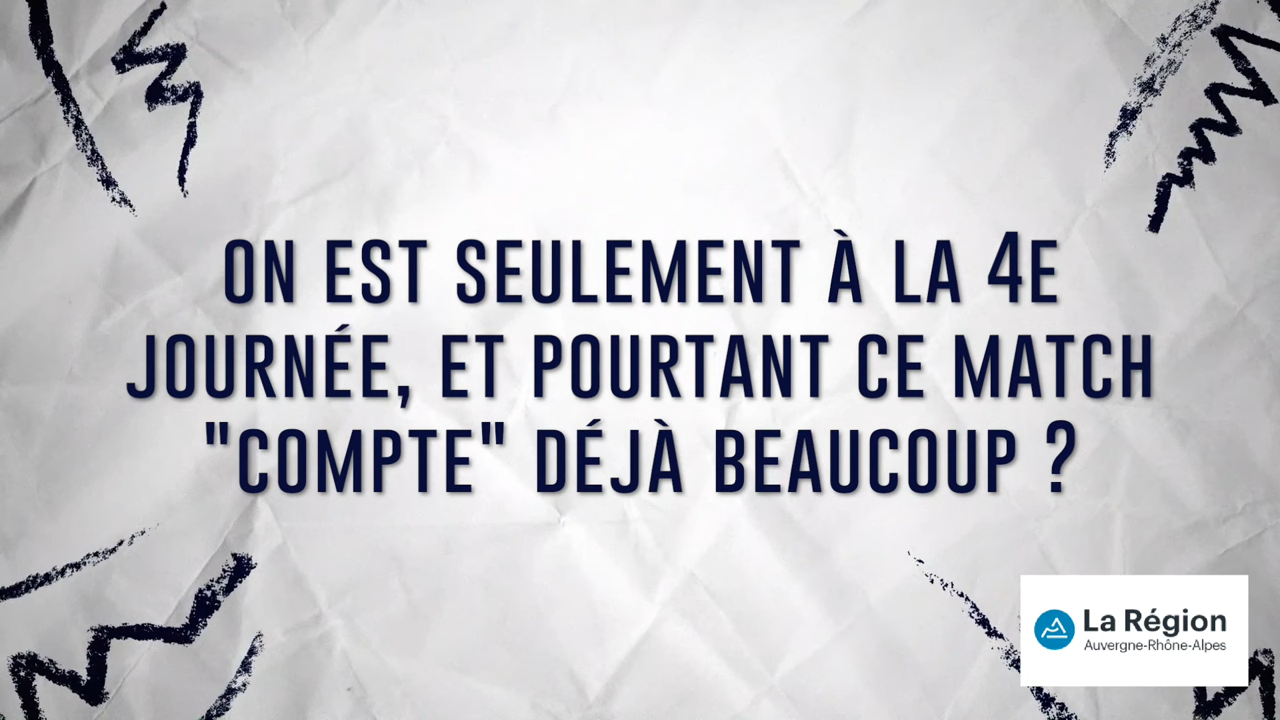 ON EST SEULEMENT À LA 4E
JOURNÉE, ET POURTANT CE MATCH
"COMPTE" DÉJÀ BEAUCOUP ?
La Région
Auvergne-Rhône-Alpes